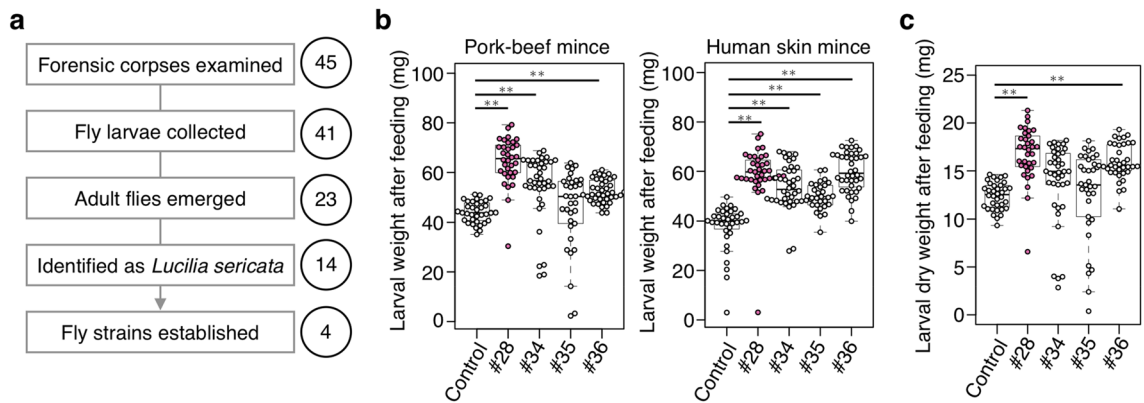 a
Forensic corpses examined
45
Fly larvae collected
41
Adult flies emerged
23
Identified as Lucilia sericata
14
Fly strains established
4
b
Pork-beef mince
Larval weight after feeding (mg)
100
80
60
40
20
0
**
**
**
Control
#28
#34
#35
#36
Human skin mince
Larval weight after feeding (mg)
100
80
60
40
60
0
**
**
**
**
Control
#28
#34
#35
#36
c
Larval dry weight after feeding (mg)
25
20
15
10
5
0
**
**
Control
#28
#34
#35
#36